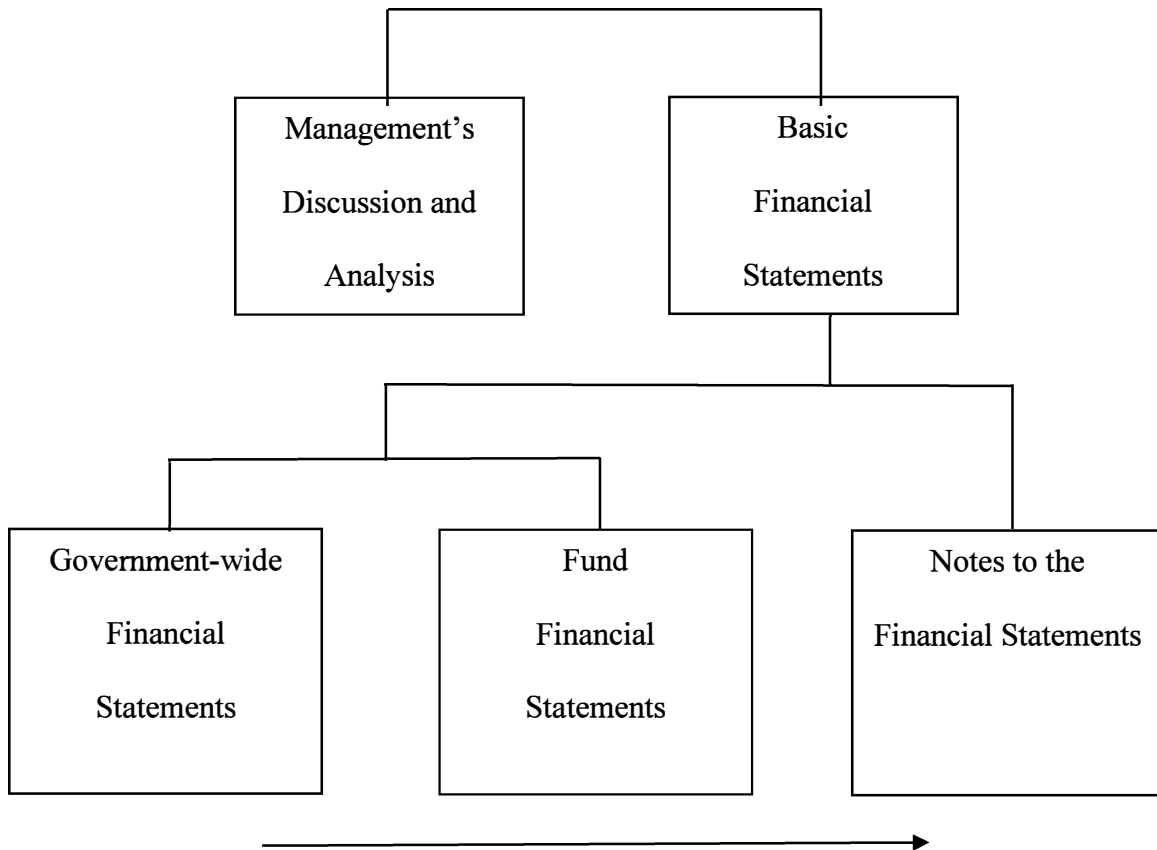 Management’s
Discussion and
Analysis
Basic
Financial
Statements
Government-wide
Financial
Statements
Fund
Financial
Statements
Notes to the
Financial Statements